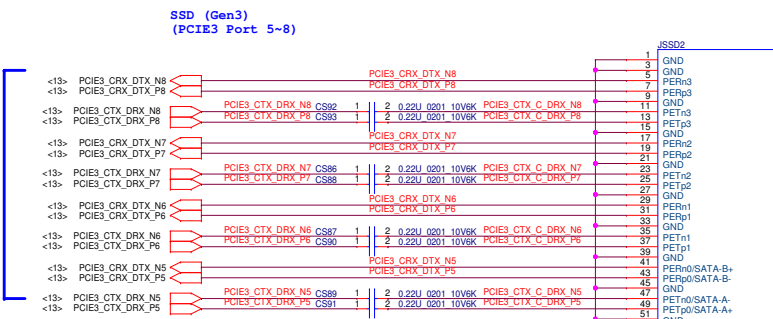 SSD (Gen3)
(PCIE3 Port 5~8)
JSSD2
1 GND
3 GND
<13> PCIE3_CRX_DTX_N8 PCIE3_CRX_DTX_N8 5 PERn3
<13> PCIE3_CRX_DTX_P8 PCIE3_CRX_DTX_P8 7 PERp3
9 GND
<13> PCIE3_CTX_DRX_N8 PCIE3_CTX_DRX_N8 CS92 1 2 0.22U_0201_10V6K PCIE3_CTX_C_DRX_N8 11 PETn3
<13> PCIE3_CTX_DRX_P8 PCIE3_CTX_DRX_P8 CS93 1 2 0.22U_0201_10V6K PCIE3_CTX_C_DRX_P8 13 PETp3
15 GND
<13> PCIE3_CRX_DTX_N7 PCIE3_CRX_DTX_N7 17 PERn2
<13> PCIE3_CRX_DTX_P7 PCIE3_CRX_DTX_P7 19 PERp2
21 GND
<13> PCIE3_CTX_DRX_N7 PCIE3_CTX_DRX_N7 CS86 1 2 0.22U_0201_10V6K PCIE3_CTX_C_DRX_N7 23 PETn2
<13> PCIE3_CTX_DRX_P7 PCIE3_CTX_DRX_P7 CS88 1 2 0.22U_0201_10V6K PCIE3_CTX_C_DRX_P7 25 PETp2
27 GND
<13> PCIE3_CRX_DTX_N6 PCIE3_CRX_DTX_N6 29 PERn1
<13> PCIE3_CRX_DTX_P6 PCIE3_CRX_DTX_P6 31 PERp1
33 GND
<13> PCIE3_CTX_DRX_N6 PCIE3_CTX_DRX_N6 CS87 1 2 0.22U_0201_10V6K PCIE3_CTX_C_DRX_N6 35 PETn1
<13> PCIE3_CTX_DRX_P6 PCIE3_CTX_DRX_P6 CS90 1 2 0.22U_0201_10V6K PCIE3_CTX_C_DRX_P6 37 PETp1
39 GND
<13> PCIE3_CRX_DTX_N5 PCIE3_CRX_DTX_N5 41 PERn0/SATA-B+
<13> PCIE3_CRX_DTX_P5 PCIE3_CRX_DTX_P5 43 PERp0/SATA-B-
45 GND
<13> PCIE3_CTX_DRX_N5 PCIE3_CTX_DRX_N5 CS89 1 2 0.22U_0201_10V6K PCIE3_CTX_C_DRX_N5 47 PETn0/SATA-A-
<13> PCIE3_CTX_DRX_P5 PCIE3_CTX_DRX_P5 CS91 1 2 0.22U_0201_10V6K PCIE3_CTX_C_DRX_P5 49 PETp0/SATA-A+
51 GND